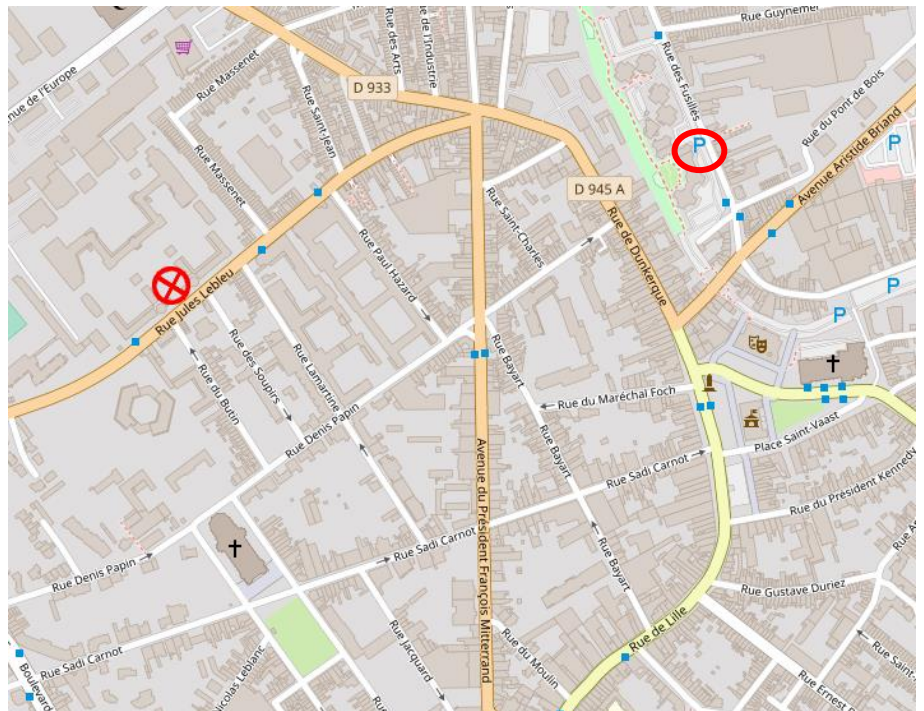 Rue Guynemer
Rue des Fusillés
Rue du Pont de Bois
Avenue Aristide Briand
P
P
P
P
Rue Massenet
Rue des Arts
Rue de l'Industrie
nue de l'Europe
D 933
Rue Saint-Jean
Rue Massenet
D 945 A
Rue Saint-Charles
Rue de Dunkerque
Rue Paul Hazard
Rue Jules Lebleu
Rue des Soupirs
Rue Lamartine
Rue du Butin
Rue Bayart
Rue du Maréchal Foch
Rue Denis Papin
Rue Bayart
Place Saint-Vaast
Rue Sadi Carnot
Avenue du Président François Mitterrand
Rue du Président Kennedy
Rue Sadi Carnot
Rue Denis Papin
Rue Bayart
Rue Gustave Duriez
Rue de Lille
Rue Jacquard
Rue du Moulin
Rue Sadi Carnot
icolas Leblanc
Boulevard
Rue Ernest
Rue Saint-